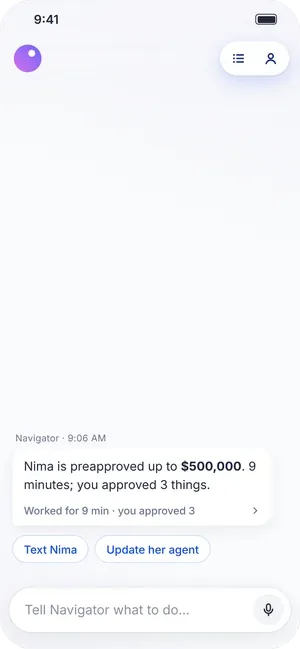 9:41
Navigator · 9:06 AM
Nima is preapproved up to $500,000. 9
minutes; you approved 3 things.
Worked for 9 min · you approved 3
Text Nima
Update her agent
Tell Navigator what to do...